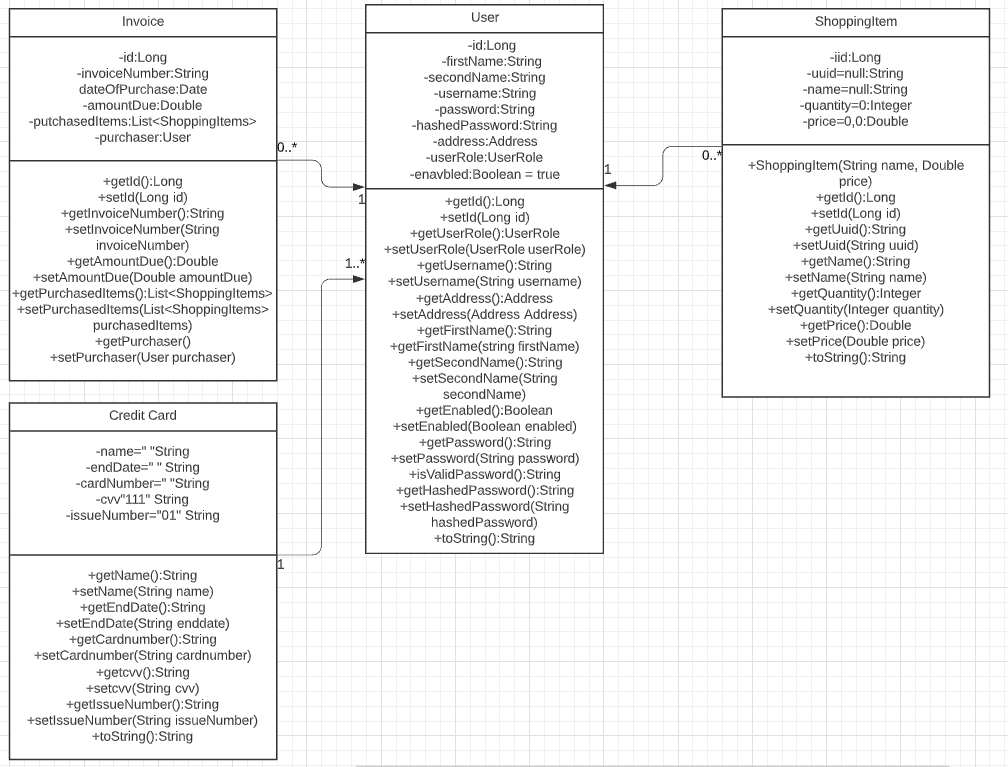 Invoice
-id:Long
-invoiceNumber:String
dateOfPurchase:Date
-amountDue:Double
-putchasedItems:List<ShoppingItems>
-purchaser:User
+getId():Long
+setId(Long id)
+getInvoiceNumber():String
+setInvoiceNumber(String
invoiceNumber)
+getAmountDue():Double
+setAmountDue(Double amountDue)
+getPurchasedItems():List<ShoppingItems>
+setPurchasedItems(List<ShoppingItems>
purchasedItems)
+getPurchaser()
+setPurchaser(User purchaser)
0..*
1
User
-id:Long
-firstName:String
-secondName:String
-username:String
-password:String
-hashedPassword:String
-address:Address
-userRole:UserRole
-enavbled:Boolean = true
+getId():Long
+setId(Long id)
+getUserRole():UserRole
+setUserRole(UserRole userRole)
+getUsername():String
+setUsername(String username)
+getAddress():Address
+setAddress(Address Address)
+getFirstName():String
+getFirstName(string firstName)
+getSecondName():String
+setSecondName(String
secondName)
+getEnabled():Boolean
+setEnabled(Boolean enabled)
+getPassword():String
+setPassword(String password)
+isValidPassword():String
+getHashedPassword():String
+setHashedPassword(String
hashedPassword)
+toString():String
1
0..*
ShoppingItem
-iid:Long
-uuid=null:String
-name=null:String
-quantity=0:Integer
-price=0,0:Double
+ShoppingItem(String name, Double
price)
+getId():Long
+setId(Long id)
+getUuid():String
+setUuid(String uuid)
+getName():String
+setName(String name)
+getQuantity():Integer
+setQuantity(Integer quantity)
+getPrice():Double
+setPrice(Double price)
+toString():String
1..*
1
Credit Card
-name=" "String
-endDate=" " String
-cardNumber=" "String
-cvv"111" String
-issueNumber="01" String
+getName():String
+setName(String name)
+getEndDate():String
+setEndDate(String enddate)
+getCardnumber():String
+setCardnumber(String cardnumber)
+getcvv():String
+setcvv(String cvv)
+getIssueNumber():String
+setIssueNumber(String issueNumber)
+toString():String